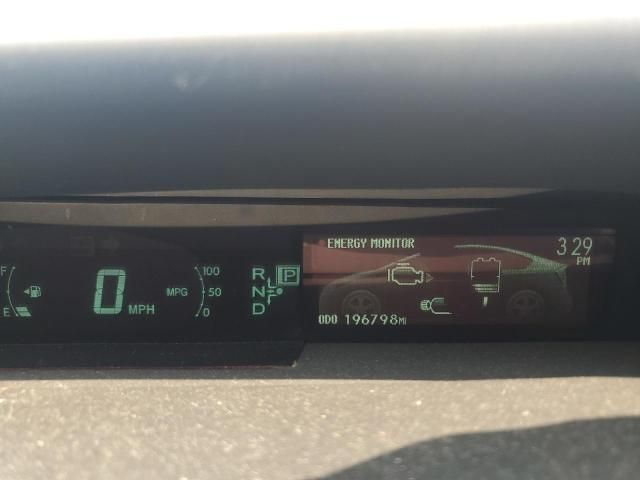 F
E
0 MPH
MPG
100
50
0
R P
N
D
ENERGY MONITOR
3 29
PM
ODO 196798MI